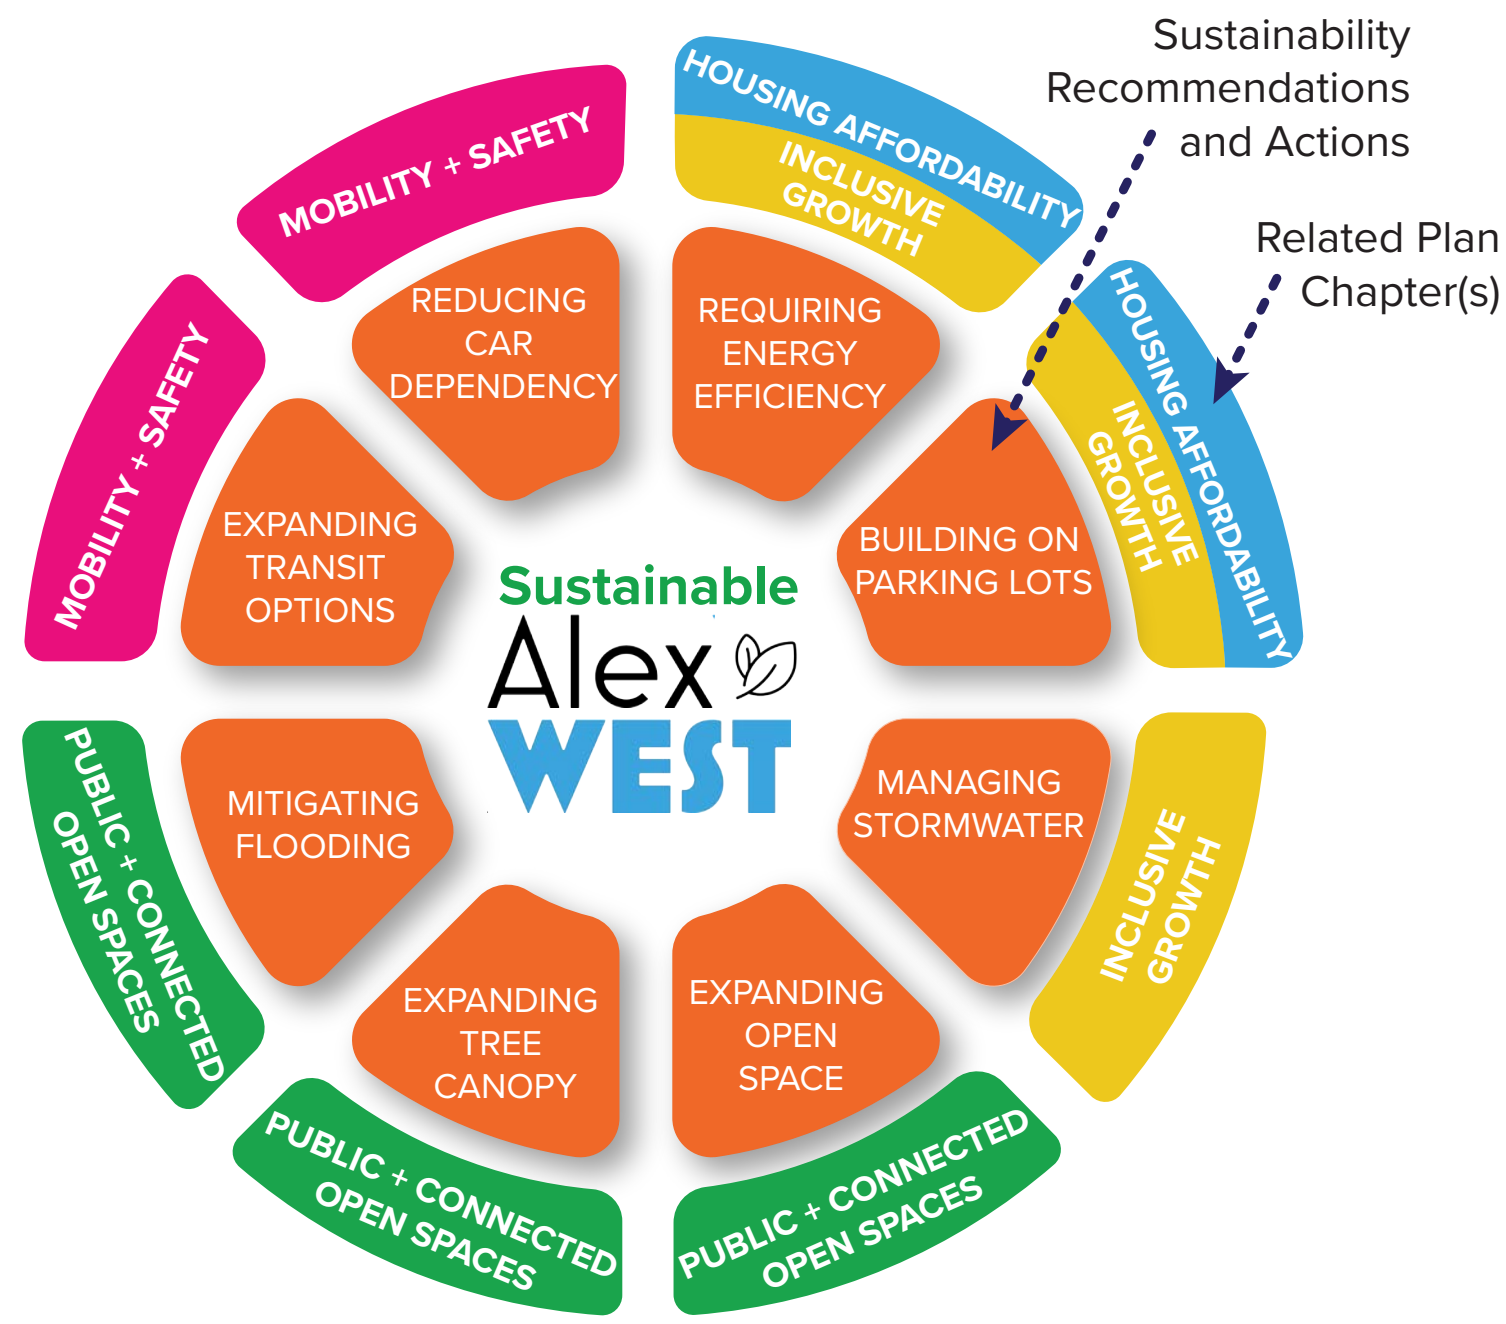 Sustainability
Recommendations
and Actions
Related Plan
Chapter(s)
HOUSING AFFORDABILITY
INCLUSIVE
GROWTH
REQUIRING
ENERGY
EFFICIENCY
HOUSING AFFORDABILITY
INCLUSIVE
GROWTH
BUILDING ON
PARKING LOTS
INCLUSIVE
GROWTH
MANAGING
STORMWATER
PUBLIC + CONNECTED
OPEN SPACES
EXPANDING
OPEN
SPACE
PUBLIC + CONNECTED
OPEN SPACES
EXPANDING
TREE
CANOPY
PUBLIC + CONNECTED
OPEN SPACES
MITIGATING
FLOODING
MOBILITY + SAFETY
EXPANDING
TRANSIT
OPTIONS
MOBILITY + SAFETY
REDUCING
CAR
DEPENDENCY
Sustainable
Alex
WEST